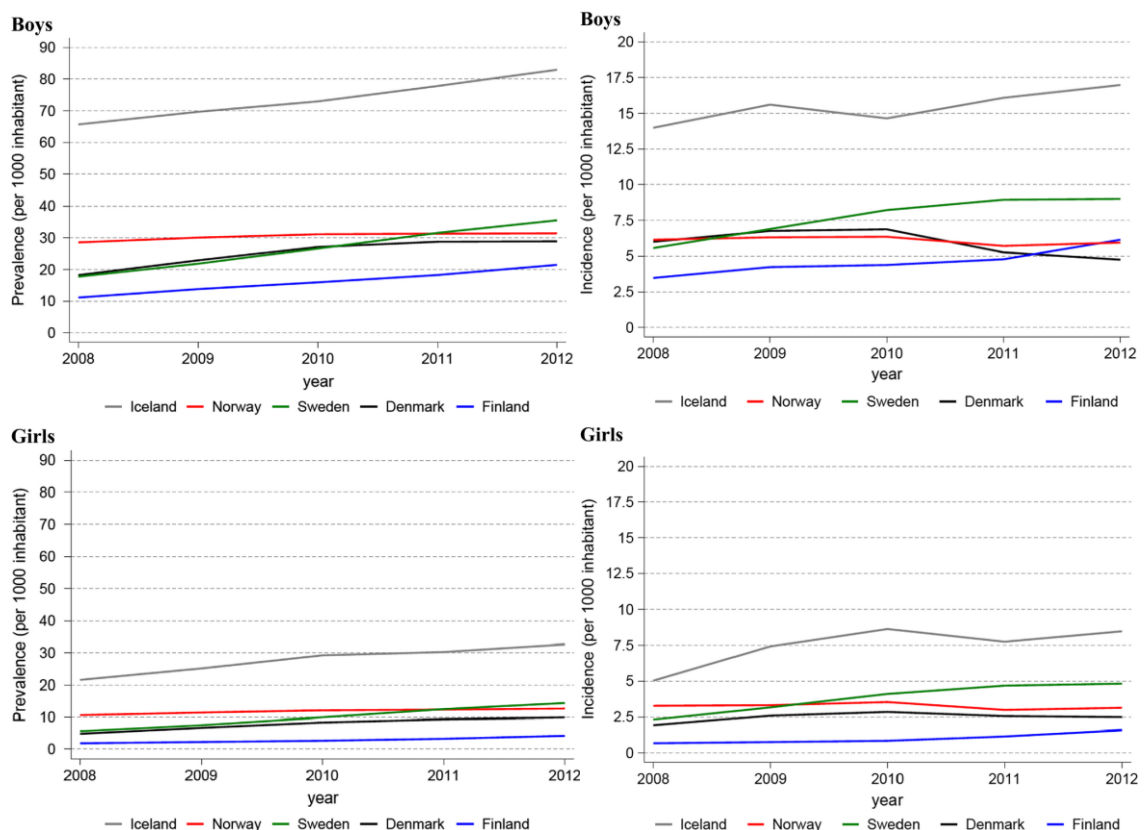 Boys
Prevalence (per 1000 inhabitant)
90
80
70
60
50
40
30
20
10
0
2008 2009 2010 2011 2012
year
Iceland Norway Sweden Denmark Finland
Boys
Incidence (per 1000 inhabitant)
20
17.5
15
12.5
10
7.5
5
2.5
0
2008 2009 2010 2011 2012
year
Iceland Norway Sweden Denmark Finland
Girls
Prevalence (per 1000 inhabitant)
90
80
70
60
50
40
30
20
10
0
2008 2009 2010 2011 2012
year
Iceland Norway Sweden Denmark Finland
Girls
Incidence (per 1000 inhabitant)
20
17.5
15
12.5
10
7.5
5
2.5
0
2008 2009 2010 2011 2012
year
Iceland Norway Sweden Denmark Finland